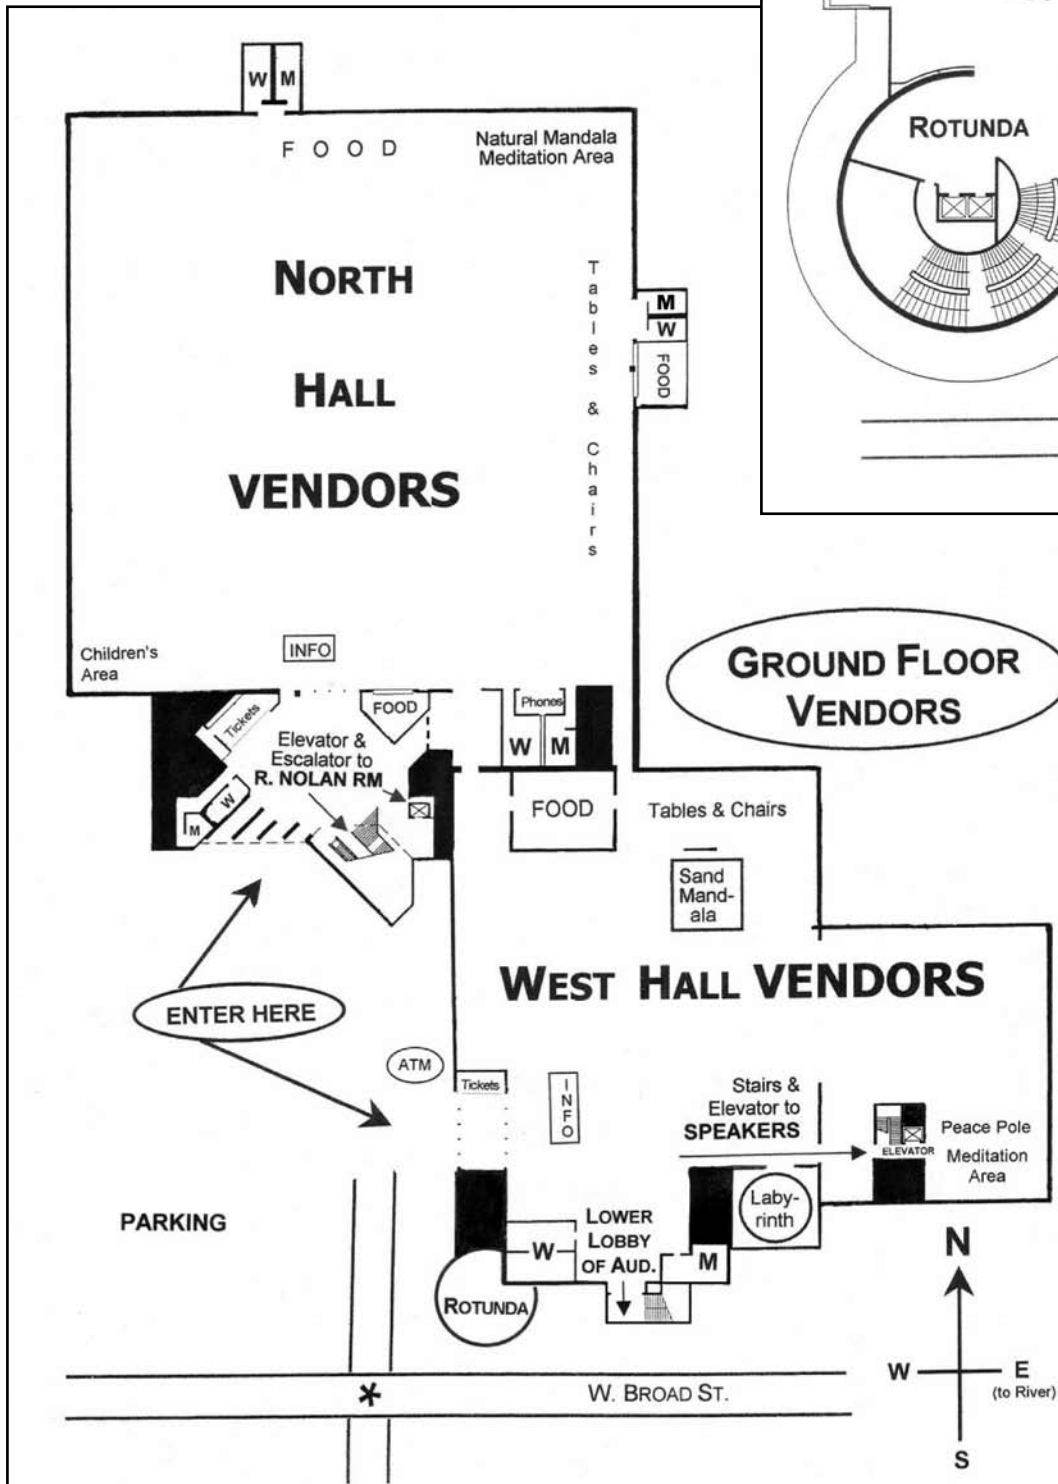 W M
FOOD
Natural Mandala
Meditation Area
ROTUNDA
NORTH
HALL
VENDORS
Tables & Chairs
M
W
FOOD
Children's
Area
INFO
GROUND FLOOR
VENDORS
Tickets
FOOD
Phones
W M
Elevator &
Escalator to
R. NOLAN RM
W
M
FOOD
Tables & Chairs
Sand
Mand-
ala
WEST HALL VENDORS
ENTER HERE
ATM
Tickets
INFO
Stairs &
Elevator to
SPEAKERS
ELEVATOR
Peace Pole
Meditation
Area
PARKING
Laby-
rinth
LOWER
LOBBY
OF AUD.
W
M
ROTUNDA
N
W E
(to River)
S
*
W. BROAD ST.